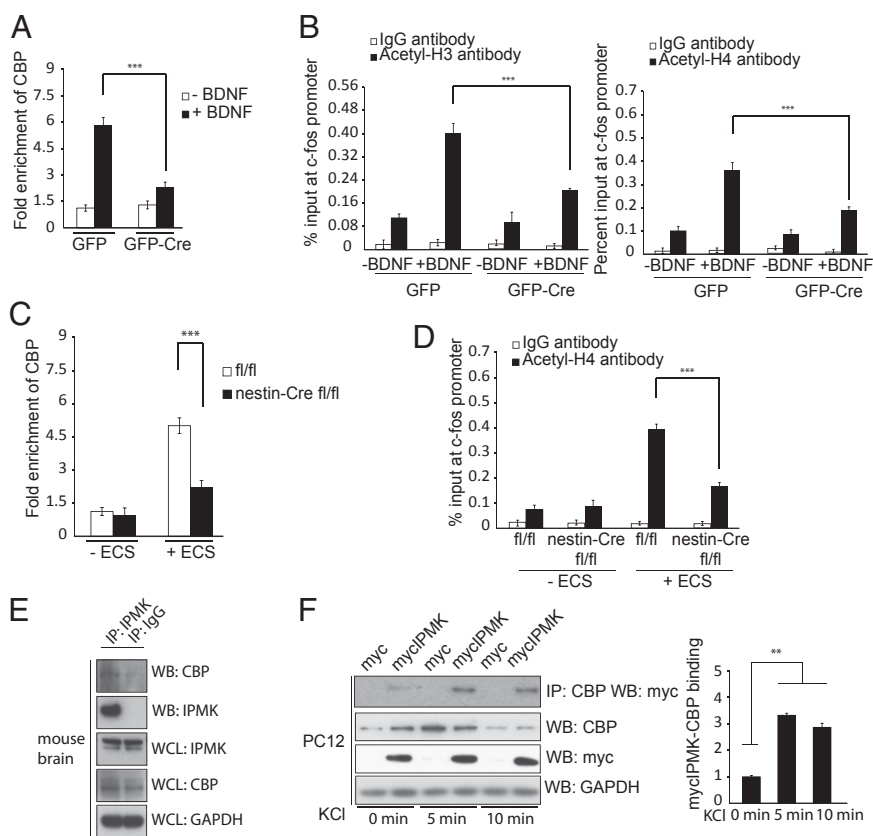 A
Fold enrichment of CBP
9
7.5
6
4.5
3
1.5
0
***
- BDNF
+ BDNF
GFP
GFP-Cre
B
IgG antibody
Acetyl-H3 antibody
% input at c-fos promoter
0.56
0.48
0.40
0.32
0.24
0.16
0.08
0
***
-BDNF +BDNF -BDNF +BDNF
GFP
GFP-Cre
IgG antibody
Acetyl-H4 antibody
Percent input at c-fos promoter
0.7
0.6
0.5
0.4
0.3
0.2
0.1
0
***
-BDNF +BDNF -BDNF +BDNF
GFP
GFP-Cre
C
Fold enrichment of CBP
9
7.5
6
4.5
3
1.5
0
***
fl/fl
nestin-Cre fl/fl
- ECS
+ ECS
D
IgG antibody
Acetyl-H4 antibody
% input at c-fos promoter
0.7
0.6
0.5
0.4
0.3
0.2
0.1
0
***
fl/fl nestin-Cre fl/fl nestin-Cre
fl/fl fl/fl
- ECS
+ ECS
E
IP: IPMK
IP: IgG
mouse
brain
WB: CBP
WB: IPMK
WCL: IPMK
WCL: CBP
WCL: GAPDH
F
myc
mycIPMK
myc
mycIPMK
myc
mycIPMK
IP: CBP WB: myc
PC12
WB: CBP
WB: myc
WB: GAPDH
KCl
0 min 5 min 10 min
mycIPMK-CBP binding
5
4
3
2
1
0
**
KCl 0 min 5 min 10 min